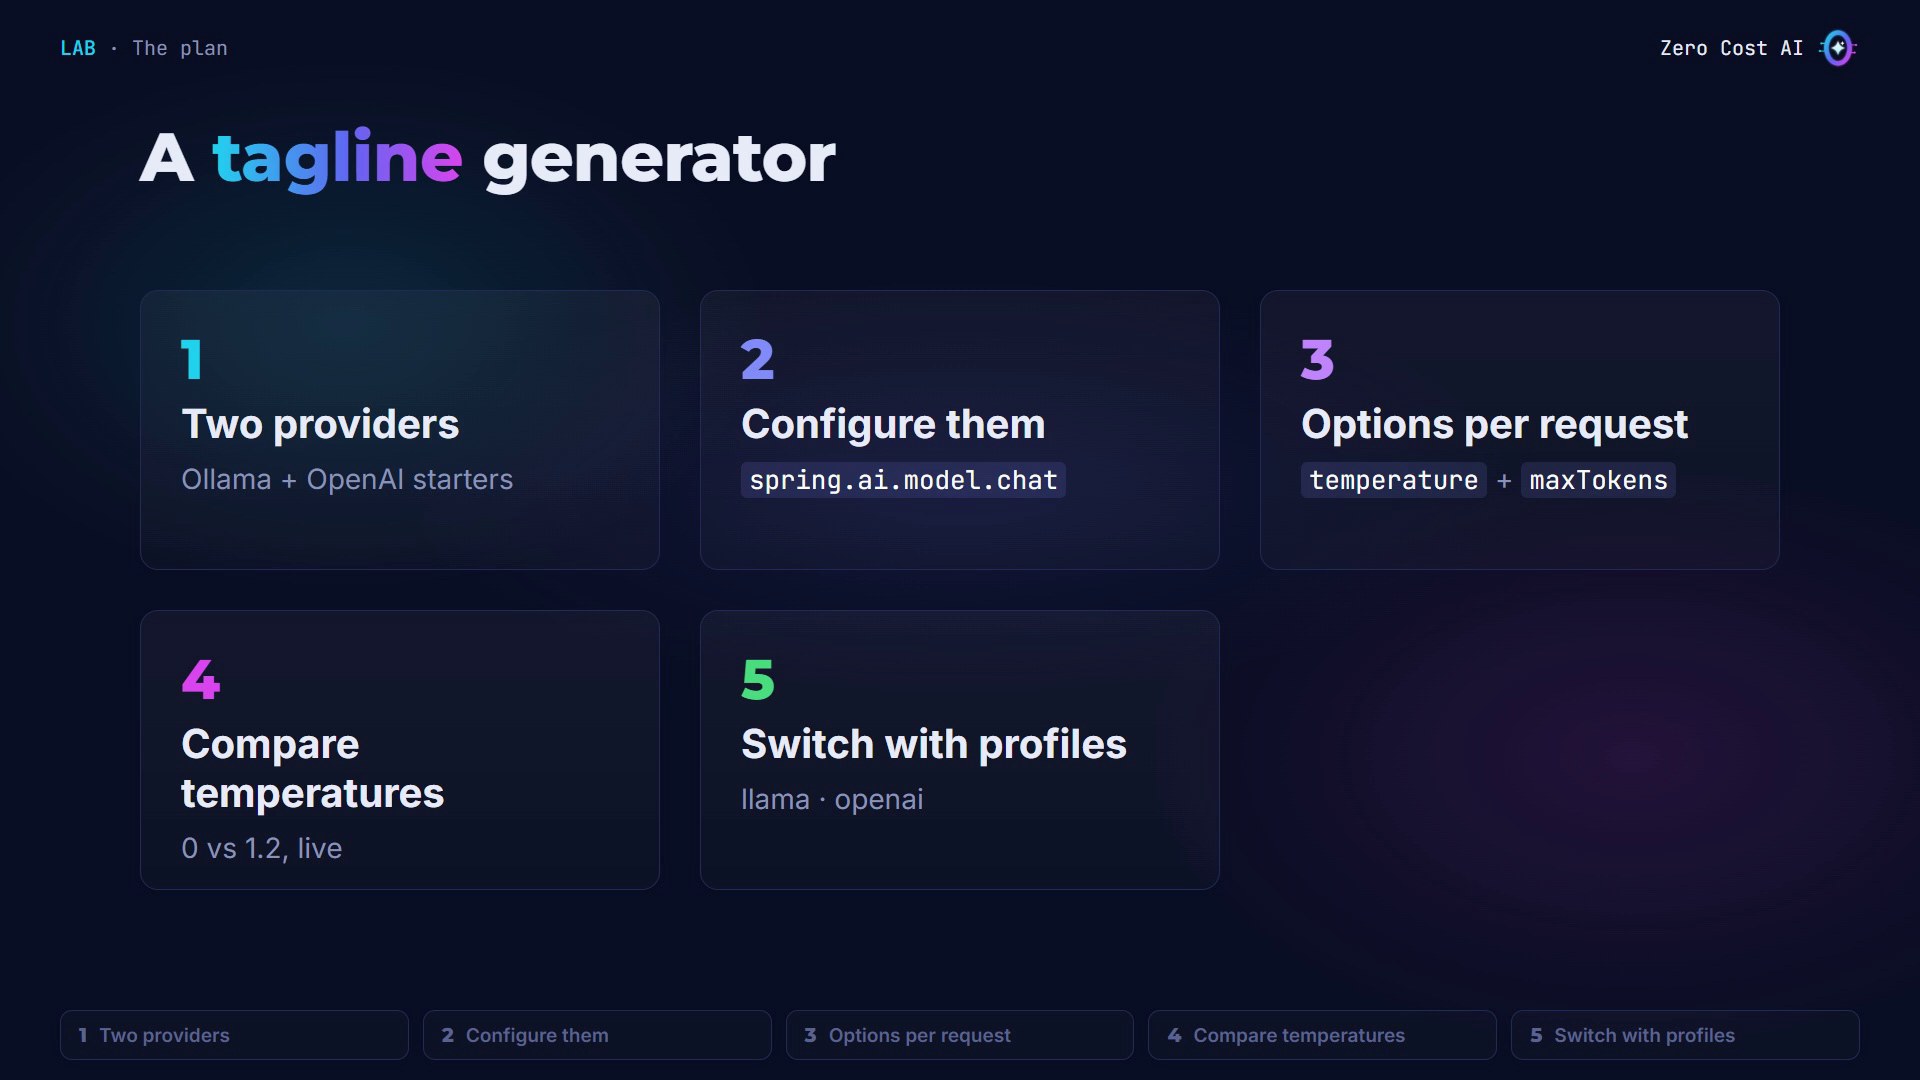 LAB · The plan
Zero Cost AI
A tagline generator
1
Two providers
Ollama + OpenAI starters
2
Configure them
spring.ai.model.chat
3
Options per request
temperature + maxTokens
4
Compare
temperatures
0 vs 1.2, live
5
Switch with profiles
llama · openai
1 Two providers
2 Configure them
3 Options per request
4 Compare temperatures
5 Switch with profiles